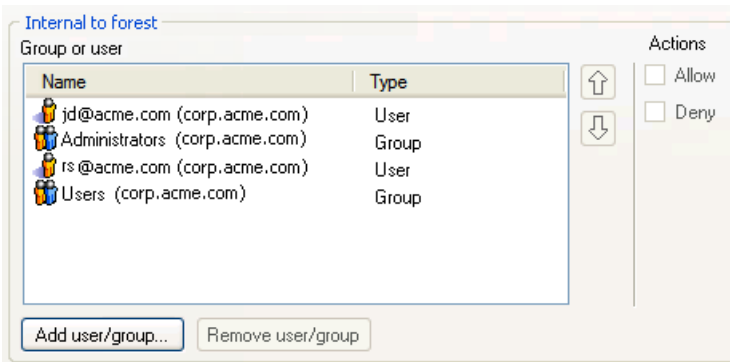 Internal to forest
Group or user
Actions
Name Type
Allow
jd@acme.com (corp.acme.com) User
Deny
Administrators (corp.acme.com) Group
rs@acme.com (corp.acme.com) User
Users (corp.acme.com) Group
Add user/group... Remove user/group